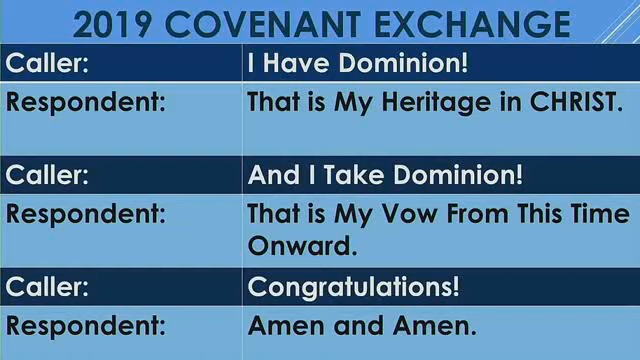 2019 COVENANT EXCHANGE
Caller: I Have Dominion!
Respondent: That is My Heritage in CHRIST.
Caller: And I Take Dominion!
Respondent: That is My Vow From This Time
Onward.
Caller: Congratulations!
Respondent: Amen and Amen.